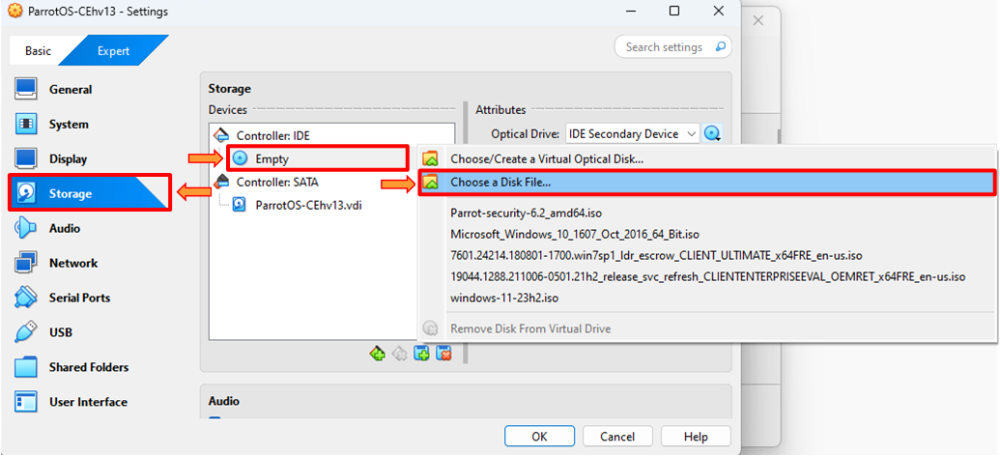 ParrotOS-CEhv13 - Settings
Basic
Expert
Search settings
General
System
Display
Storage
Audio
Network
Serial Ports
USB
Shared Folders
User Interface
Storage
Devices
Controller: IDE
Empty
Controller: SATA
ParrotOS-CEhv13.vdi
Attributes
Optical Drive: IDE Secondary Device
Choose/Create a Virtual Optical Disk...
Choose a Disk File...
Parrot-security-6.2_amd64.iso
Microsoft_Windows_10_1607_Oct_2016_64_Bit.iso
7601.24214.180801-1700.win7sp1_ldr_escrow_CLIENT_ULTIMATE_x64FRE_en-us.iso
19044.1288.211006-0501.21h2_release_svc_refresh_CLIENTENTERPRISEEVAL_OEMRET_x64FRE_en-us.iso
windows-11-23h2.iso
Remove Disk From Virtual Drive
Audio
OK
Cancel
Help